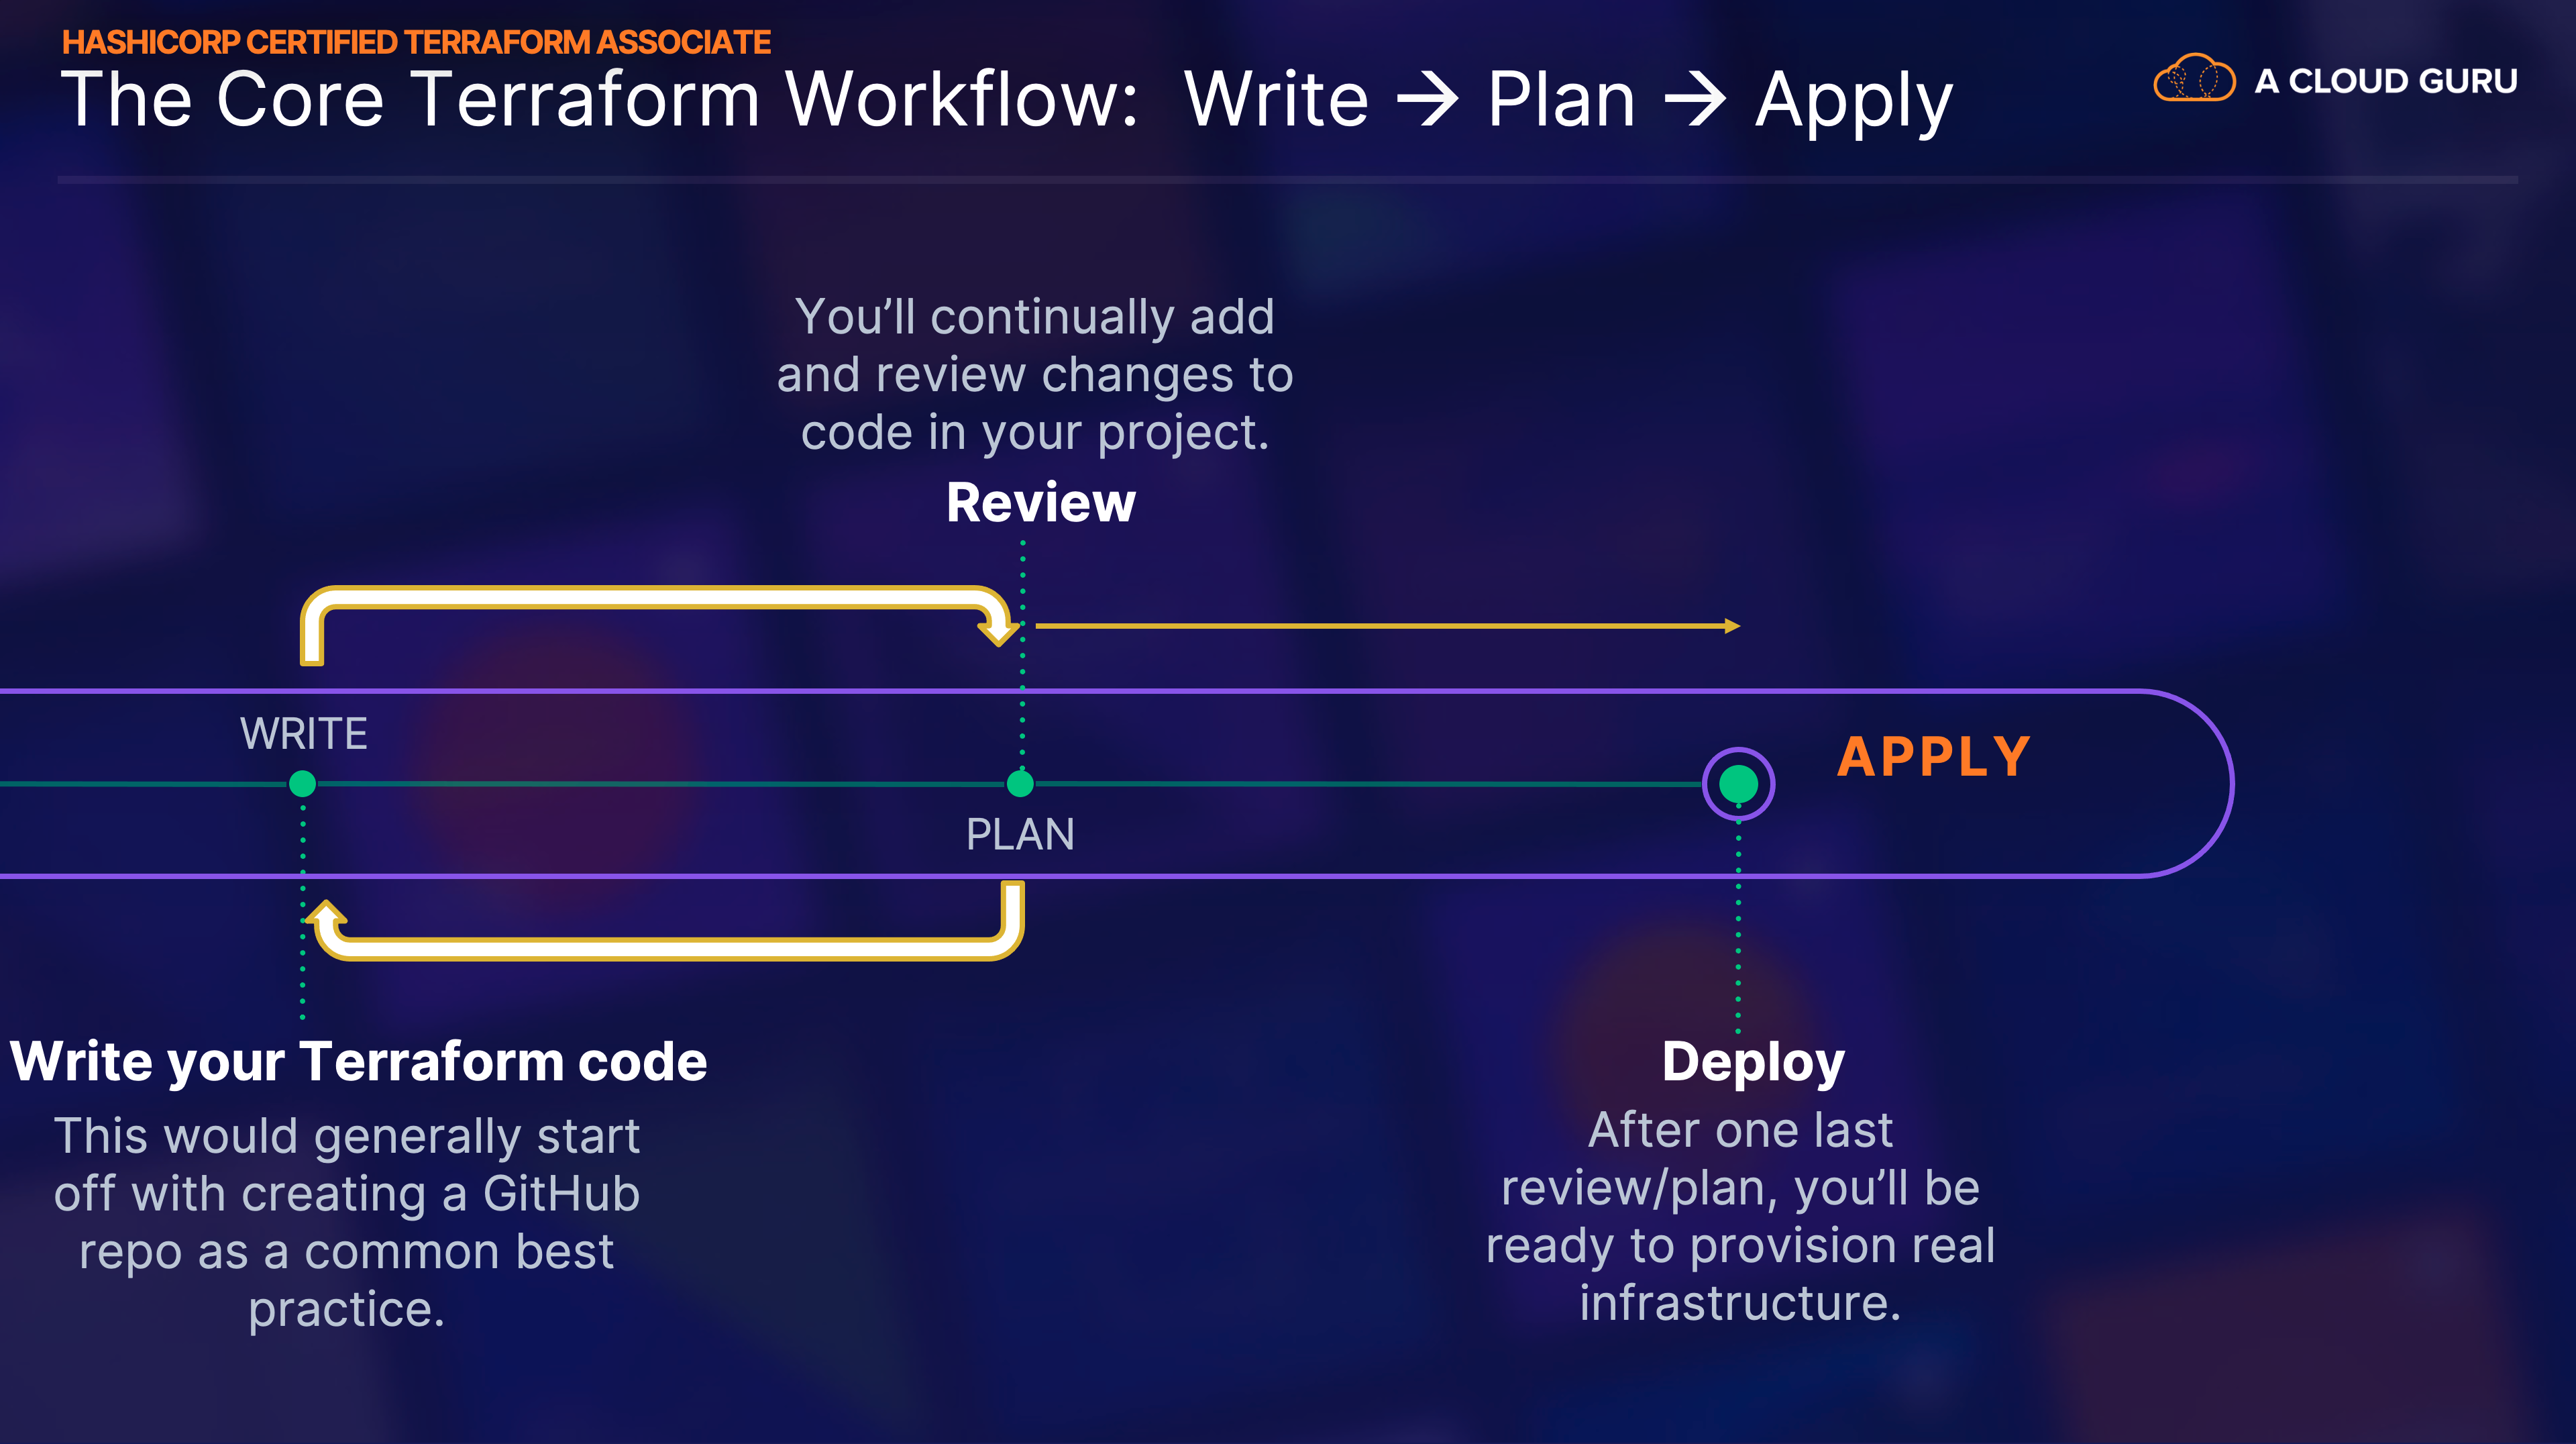 HASHICORP CERTIFIED TERRAFORM ASSOCIATE
The Core Terraform Workflow: Write → Plan → Apply
A CLOUD GURU
You’ll continually add
and review changes to
code in your project.
Review
WRITE
APPLY
PLAN
Write your Terraform code
This would generally start
off with creating a GitHub
repo as a common best
practice.
Deploy
After one last
review/plan, you’ll be
ready to provision real
infrastructure.